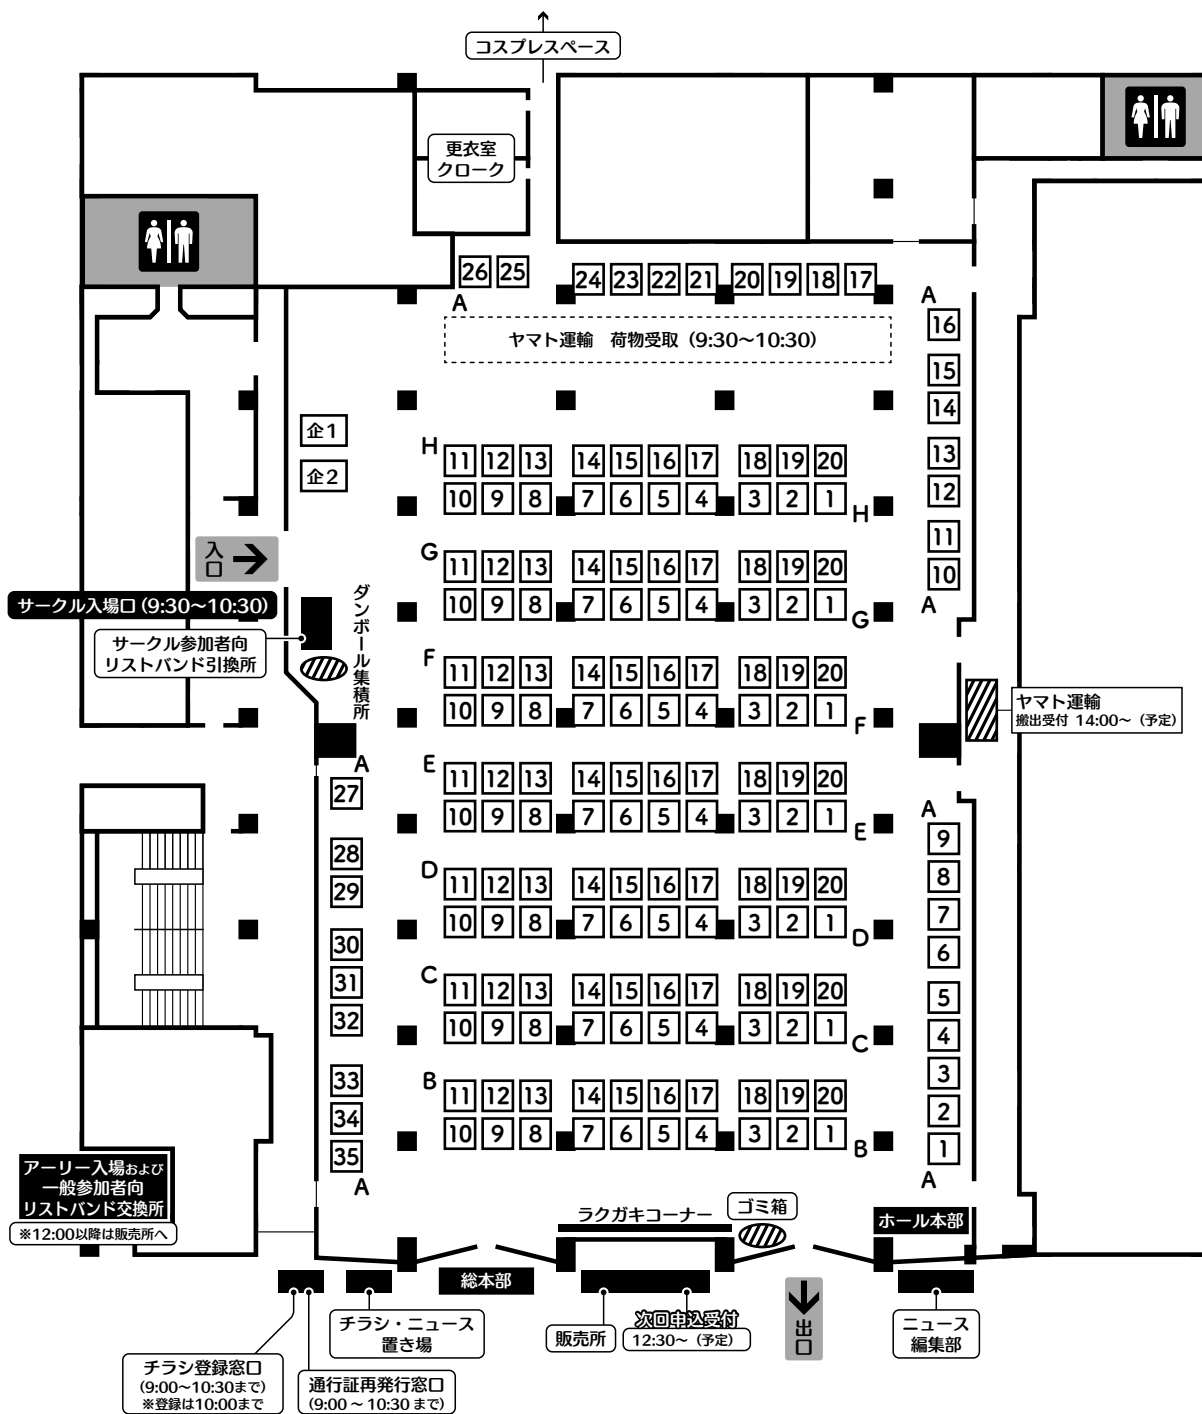 コスプレスペース
更衣室
クローク
26 25 24 23 22 21 20 19 18 17
A
A
ヤマト運輸 荷物受取 (9:30〜10:30)
16
15
14
13
12
11
10
A
企1
企2
H
11 12 13 14 15 16 17 18 19 20
10 9 8 7 6 5 4 3 2 1
H
入口
サークル入場口 (9:30〜10:30)
サークル参加者向
リストバンド引換所
ダンボール集積所
G
11 12 13 14 15 16 17 18 19 20
10 9 8 7 6 5 4 3 2 1
G
F
11 12 13 14 15 16 17 18 19 20
10 9 8 7 6 5 4 3 2 1
F
ヤマト運輸
搬出受付 14:00〜(予定)
E
11 12 13 14 15 16 17 18 19 20
10 9 8 7 6 5 4 3 2 1
E
D
11 12 13 14 15 16 17 18 19 20
10 9 8 7 6 5 4 3 2 1
D
C
11 12 13 14 15 16 17 18 19 20
10 9 8 7 6 5 4 3 2 1
C
B
11 12 13 14 15 16 17 18 19 20
10 9 8 7 6 5 4 3 2 1
B
A
27
28
29
30
31
32
33
34
35
A
A
9
8
7
6
5
4
3
2
1
A
アーリー入場および
一般参加者向
リストバンド交換所
※12:00以降は販売所へ
ラクガキコーナー
ゴミ箱
ホール本部
総本部
チラシ・ニュース
置き場
販売所
次回申込受付
12:30〜(予定)
出口
ニュース
編集部
チラシ登録窓口
(9:00〜10:30まで)
※登録は10:00まで
通行証再発行窓口
(9:00〜10:30まで)